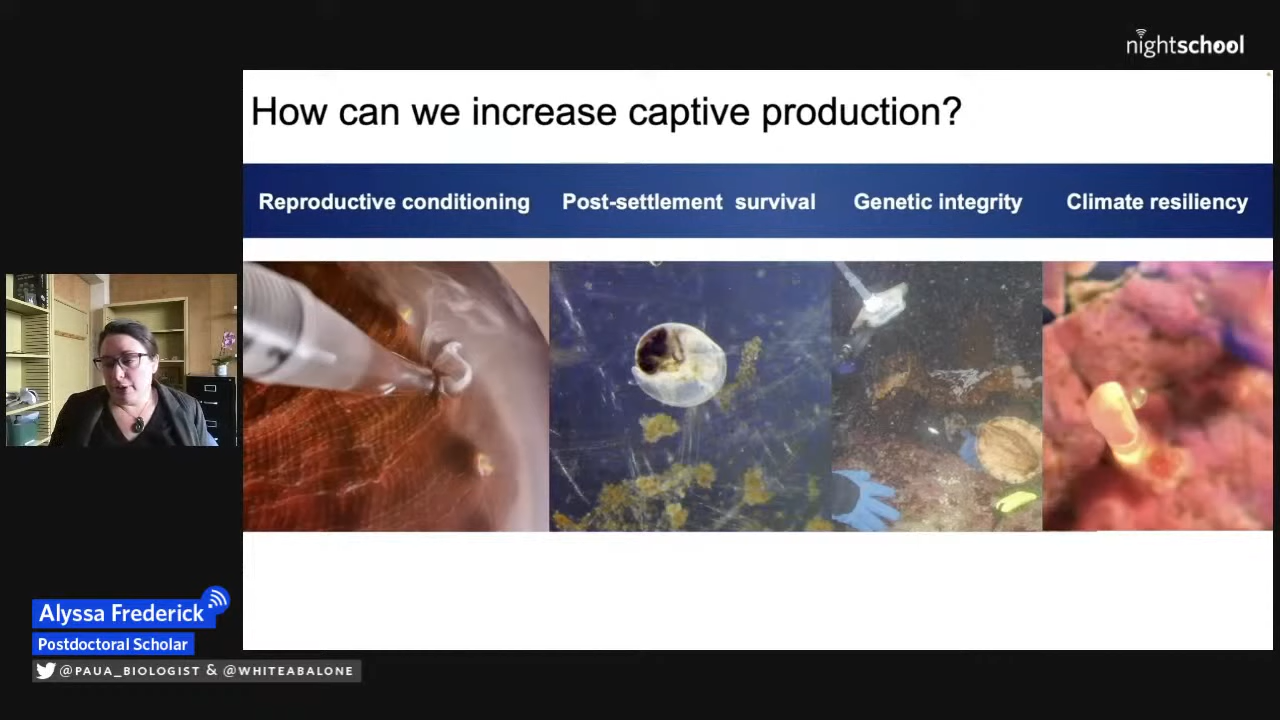 nightschool
How can we increase captive production?
Reproductive conditioning
Post-settlement survival
Genetic integrity
Climate resiliency
Alyssa Frederick
Postdoctoral Scholar
@PAUA_BIOLOGIST & @WHITEABALONE